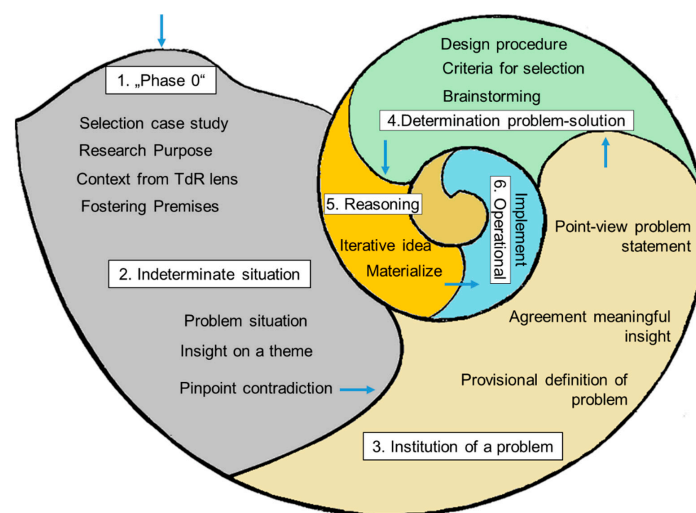 1. „Phase 0“
Selection case study
Research Purpose
Context from TdR lens
Fostering Premises
2. Indeterminate situation
Problem situation
Insight on a theme
Pinpoint contradiction
3. Institution of a problem
Provisional definition of
problem
Agreement meaningful
insight
Point-view problem
statement
4.Determination problem-solution
Brainstorming
Criteria for selection
Design procedure
5. Reasoning
Iterative idea
Materialize
6. Operational
Implement